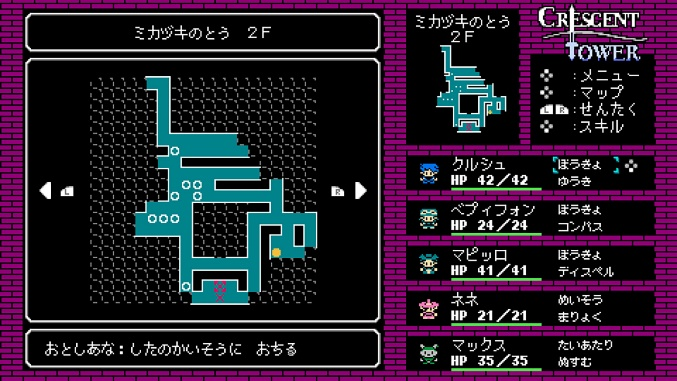 ミカヅキのとう 2F
L
R
おとしあな:したのかいそうに おちる
ミカヅキのとう
2F
CRESCENT
TOWER
:メニュー
:マップ
L R :せんたく
:スキル
クルシュ ぼうぎょ
HP 42/42 ゆうき
ペプィフォン ぼうぎょ
HP 24/24 コンパス
マピッロ ぼうぎょ
HP 41/41 ディスペル
ネネ めいそう
HP 21/21 まりょく
マックス たいあたり
HP 35/35 ぬすむ